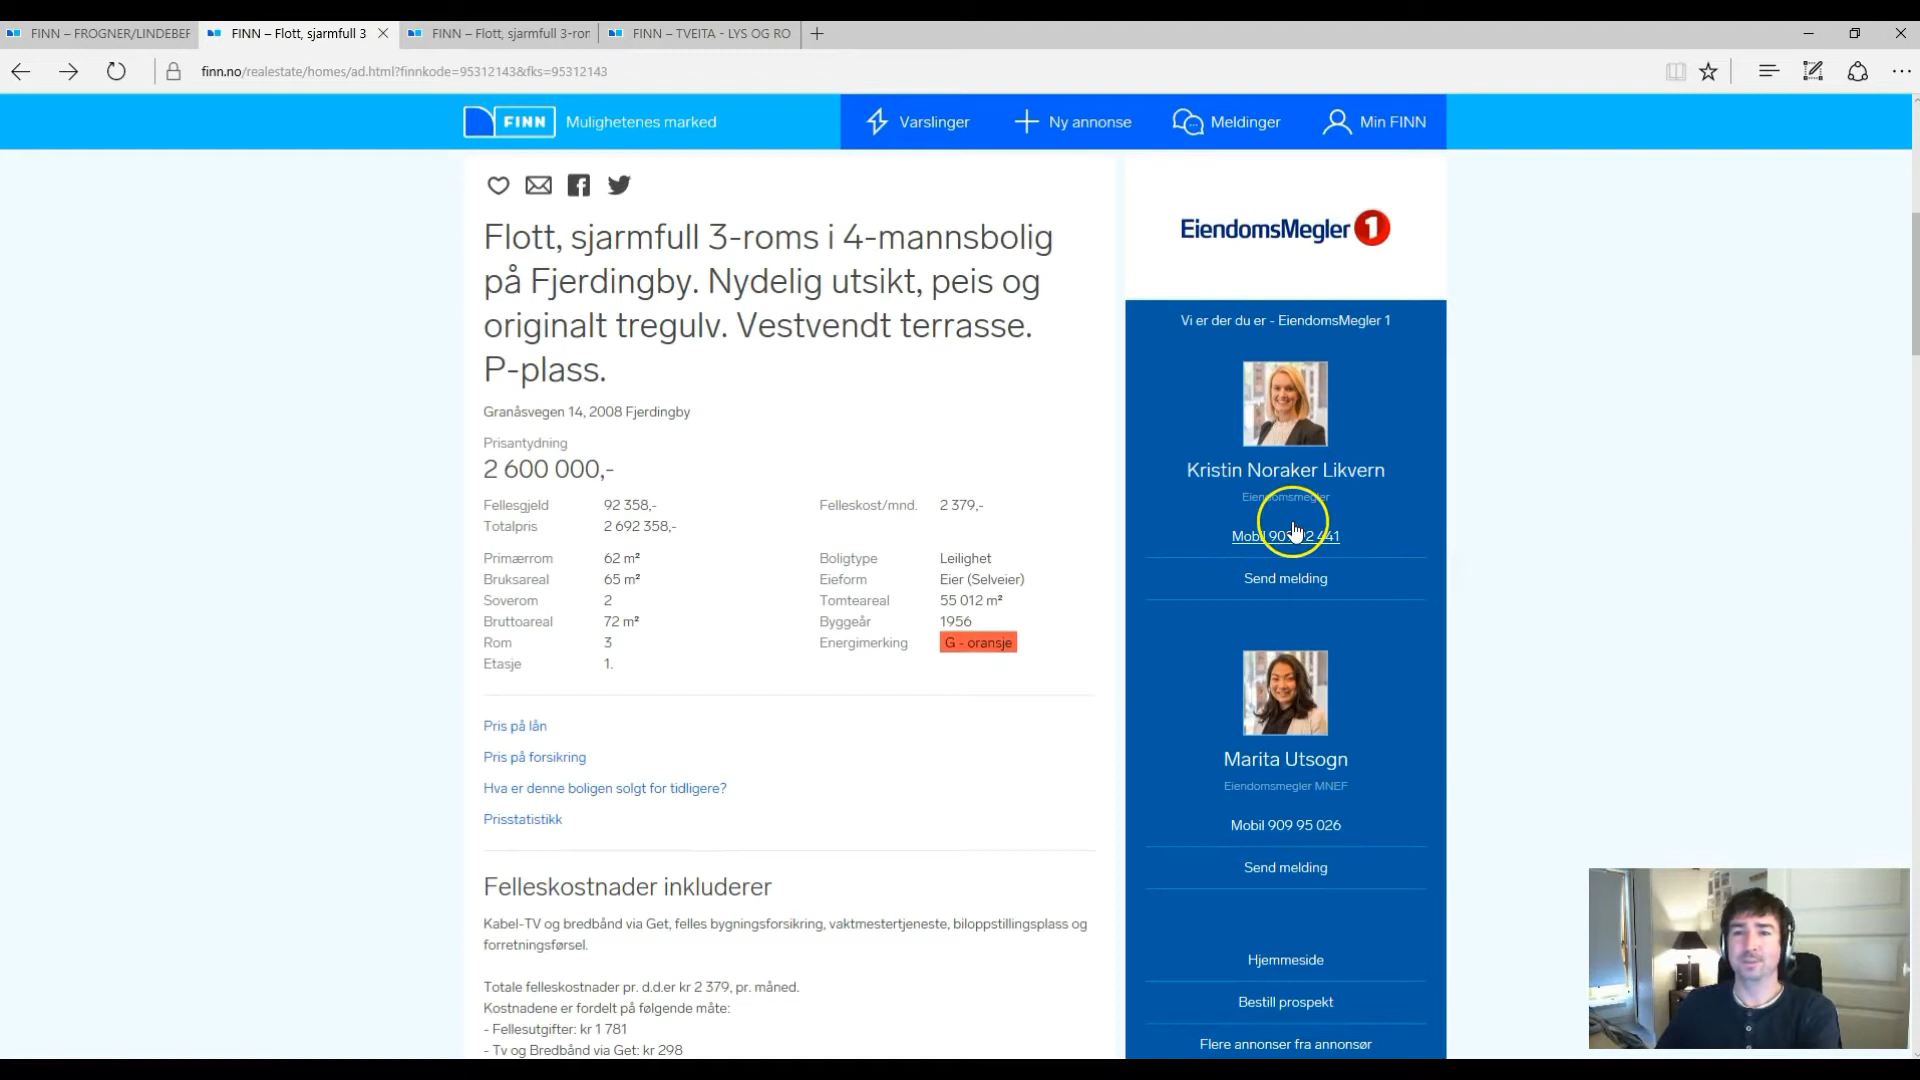 FINN – FROGNER/LINDEBEF
FINN – Flott, sjarmfull 3
FINN – Flott, sjarmfull 3-ror
FINN – TVEITA - LYS OG RO
finn.no/realestate/homes/ad.html?finnkode=95312143&fks=95312143
FINN
Mulighetenes marked
Varslinger
Ny annonse
Meldinger
Min FINN
Flott, sjarmfull 3-roms i 4-mannsbolig
på Fjerdingby. Nydelig utsikt, peis og
originalt tregulv. Vestvendt terrasse.
P-plass.
Granåsvegen 14, 2008 Fjerdingby
Prisantydning
2 600 000,-
Fellesgjeld 92 358,- Felleskost/mnd. 2 379,-
Totalpris 2 692 358,-
Primærrom 62 m² Boligtype Leilighet
Bruksareal 65 m² Eieform Eier (Selveier)
Soverom 2 Tomteareal 55 012 m²
Bruttoareal 72 m² Byggeår 1956
Rom 3 Energimerking G - oransje
Etasje 1.
Pris på lån
Pris på forsikring
Hva er denne boligen solgt for tidligere?
Prisstatistikk
Felleskostnader inkluderer
Kabel-TV og bredbånd via Get, felles bygningsforsikring, vaktmestertjeneste, biloppstillingsplass og
forretningsførsel.
Totale felleskostnader pr. d.d.er kr 2 379, pr. måned.
Kostnadene er fordelt på følgende måte:
- Fellesutgifter: kr 1 781
- Tv og Bredbånd via Get: kr 298
EiendomsMegler 1
Vi er der du er - EiendomsMegler 1
Kristin Noraker Likvern
Eiendomsmegler
Mobil
Send melding
Marita Utsogn
Eiendomsmegler MNEF
Mobil 909 95 026
Send melding
Hjemmeside
Bestill prospekt
Flere annonser fra annonsør